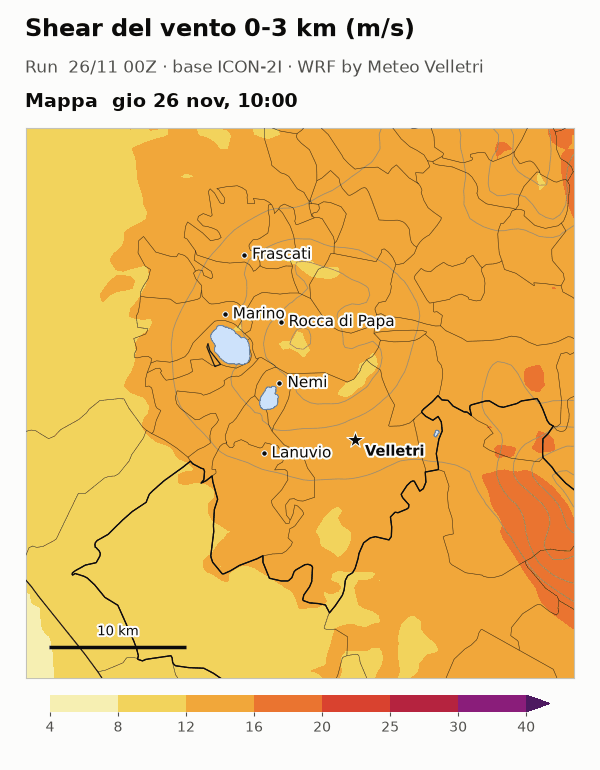 Shear del vento 0-3 km (m/s)
Run  26/11 00Z · base ICON-2I · WRF by Meteo Velletri
Mappa  gio 26 nov, 10:00
Frascati
Marino
Rocca di Papa
Nemi
Velletri
Lanuvio
10 km
4 8 12 16 20 25 30 40